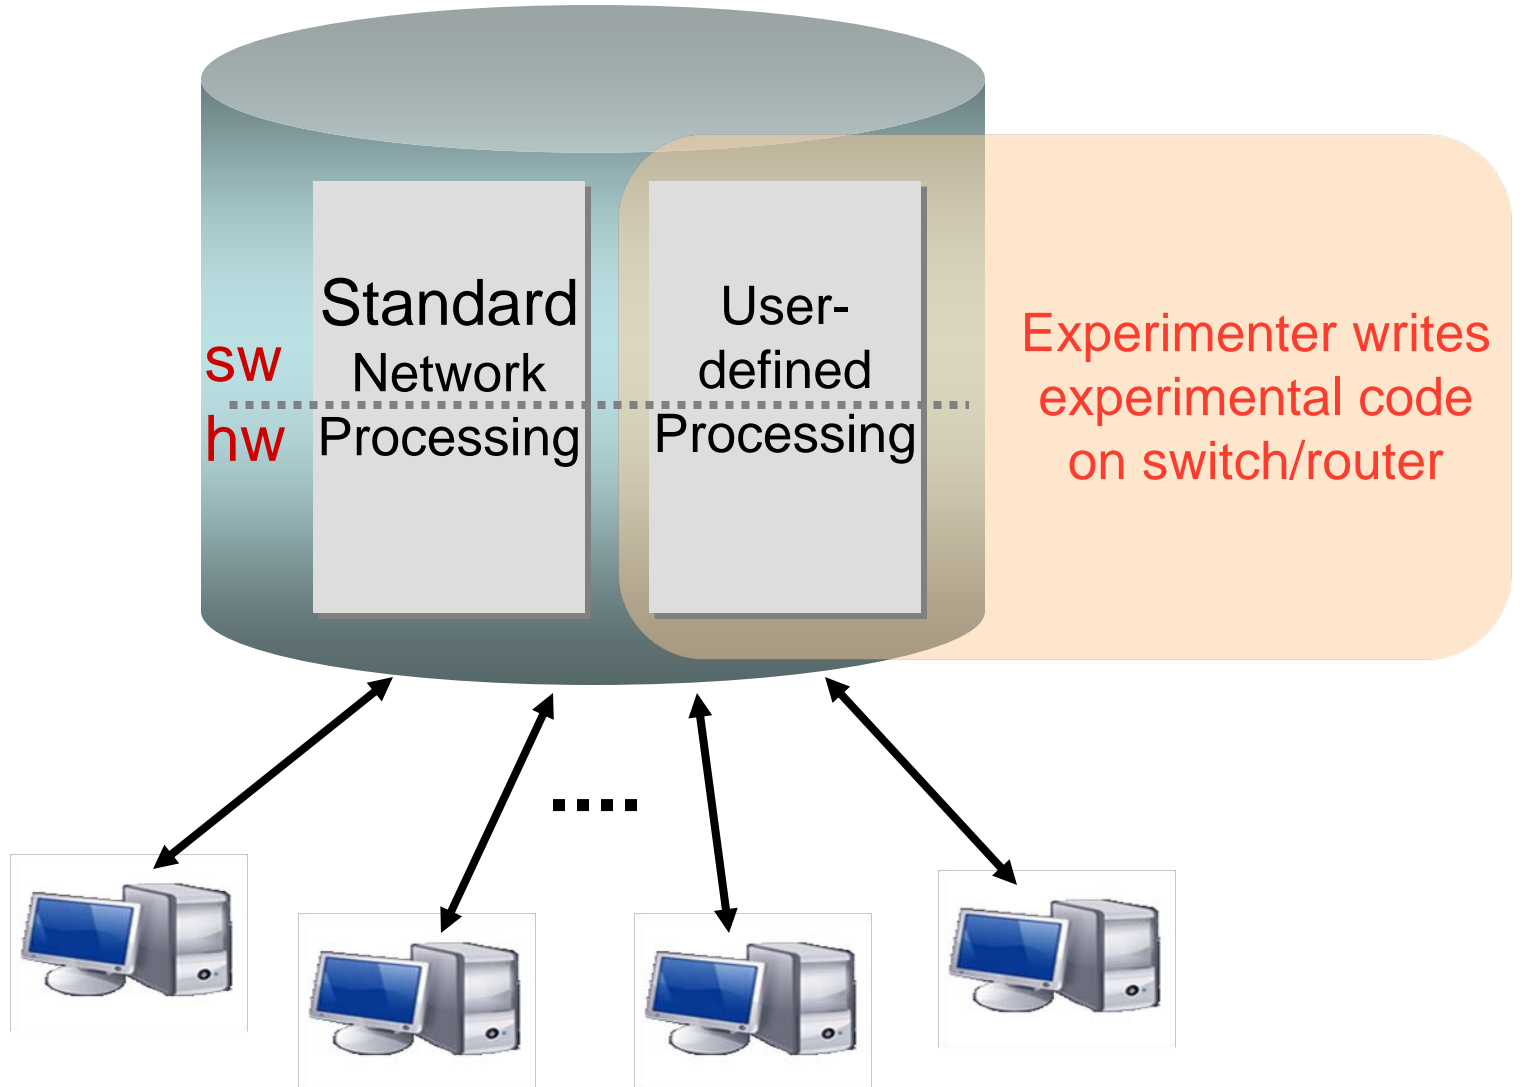 sw
hw
Standard
Network
Processing
User-
defined
Processing
Experimenter writes
experimental code
on switch/router
....